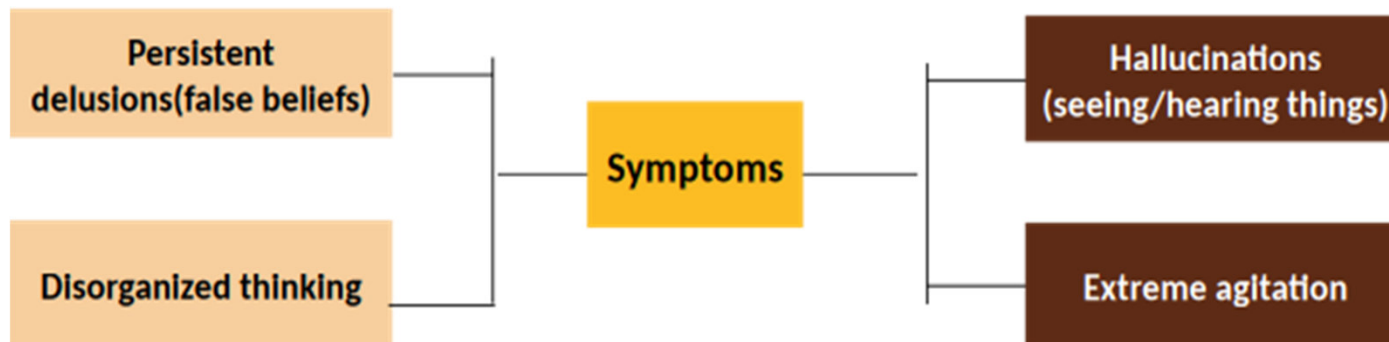 Persistent
delusions(false beliefs)
Disorganized thinking
Symptoms
Hallucinations
(seeing/hearing things)
Extreme agitation